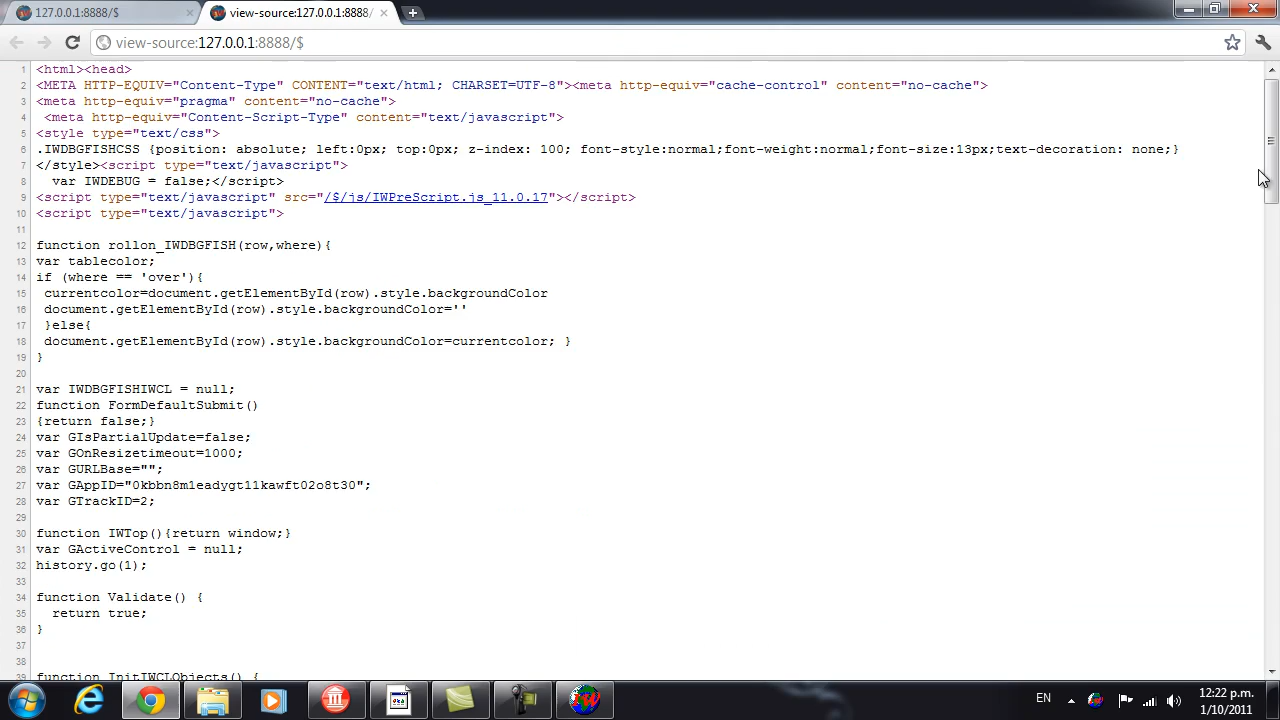 127.0.0.1:8888/$
view-source:127.0.0.1:8888/
view-source:127.0.0.1:8888/$
1 <html><head>
2 <META HTTP-EQUIV="Content-Type" CONTENT="text/html; CHARSET=UTF-8"><meta http-equiv="cache-control" content="no-cache">
3 <meta http-equiv="pragma" content="no-cache">
4 <meta http-equiv="Content-Script-Type" content="text/javascript">
5 <style type="text/css">
6 .IWDBGFISHCSS {position: absolute; left:0px; top:0px; z-index: 100; font-style:normal;font-weight:normal;font-size:13px;text-decoration: none;}
7 </style><script type="text/javascript">
8 var IWDEBUG = false;</script>
9 <script type="text/javascript" src="/$/js/IWPreScript.js_11.0.17"></script>
10 <script type="text/javascript">
11
12 function rollon_IWDBGFISH(row,where){
13 var tablecolor;
14 if (where == 'over'){
15 currentcolor=document.getElementById(row).style.backgroundColor
16 document.getElementById(row).style.backgroundColor=''
17 }else{
18 document.getElementById(row).style.backgroundColor=currentcolor; }
19 }
20
21 var IWDBGFISHIWCL = null;
22 function FormDefaultSubmit()
23 {return false;}
24 var GIsPartialUpdate=false;
25 var GOnResizetimeout=1000;
26 var GURLBase="";
27 var GAppID="0kbbn8m1eadygt11kawft02o8t30";
28 var GTrackID=2;
29
30 function IWTop(){return window;}
31 var GActiveControl = null;
32 history.go(1);
33
34 function Validate() {
35 return true;
36 }
37
38
39 function InitIWCLObjects() {
EN
12:22 p.m.
1/10/2011